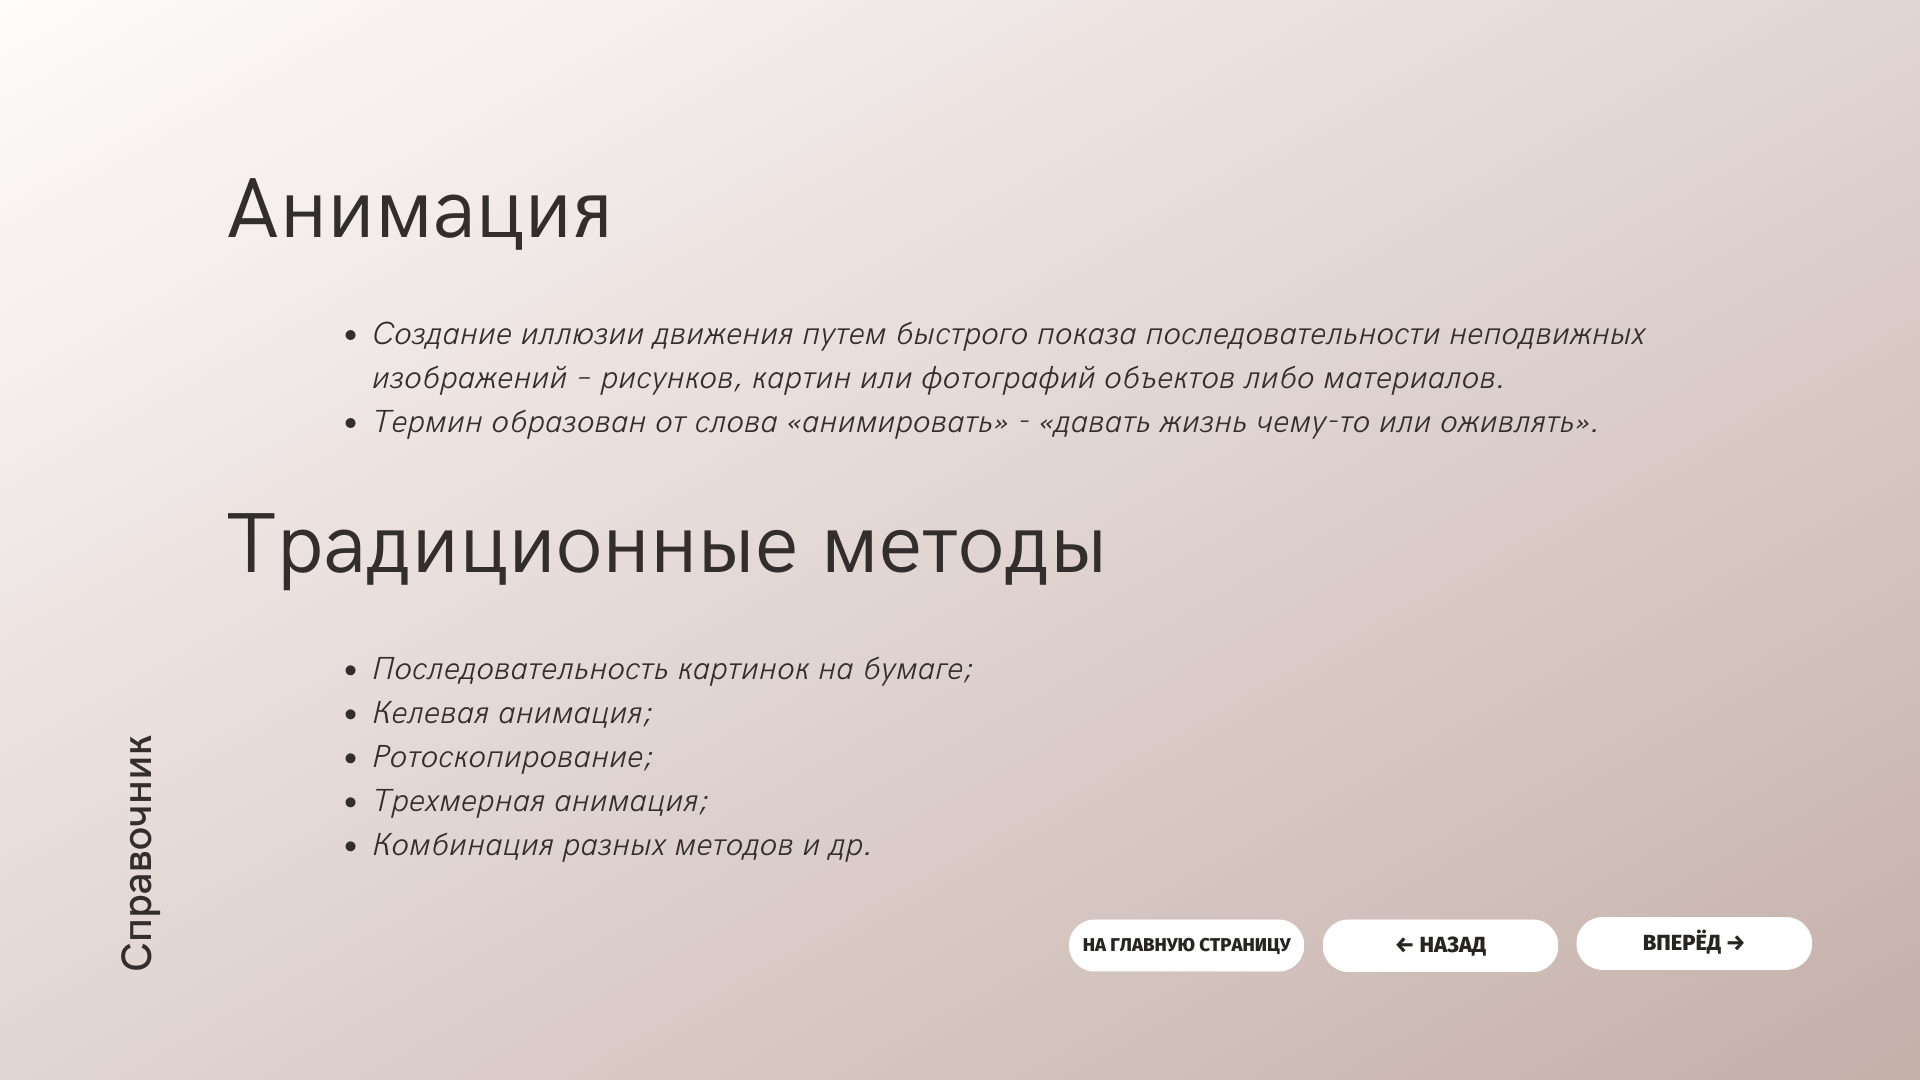 Анимация
• Создание иллюзии движения путем быстрого показа последовательности неподвижных
изображений – рисунков, картин или фотографий объектов либо материалов.
• Термин образован от слова «анимировать» - «давать жизнь чему-то или оживлять».
Традиционные методы
• Последовательность картинок на бумаге;
• Келевая анимация;
• Ротоскопирование;
• Трехмерная анимация;
• Комбинация разных методов и др.
Справочник
НА ГЛАВНУЮ СТРАНИЦУ
← НАЗАД
ВПЕРЁД →